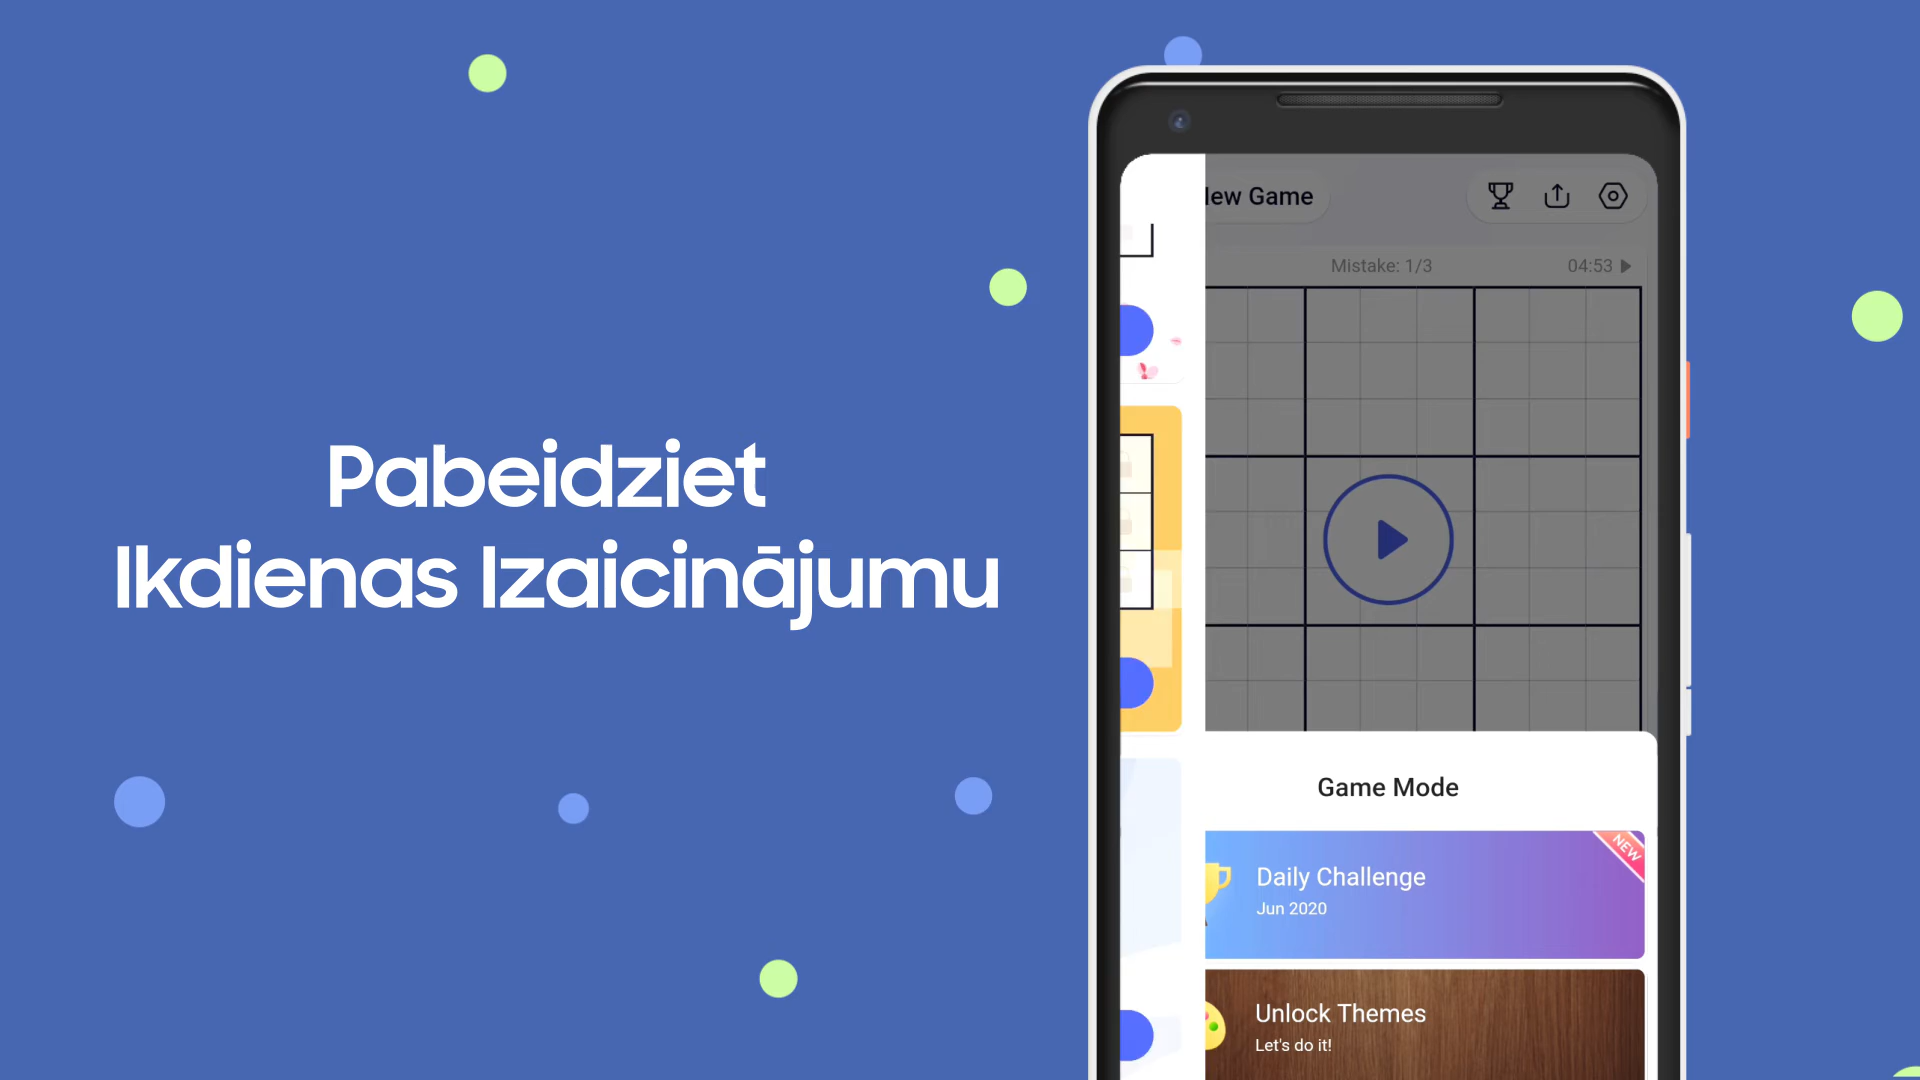 Pabeidziet
Ikdienas Izaicinājumu
New Game
Mistake: 1/3
04:53
Game Mode
NEW
Daily Challenge
Jun 2020
Unlock Themes
Let's do it!